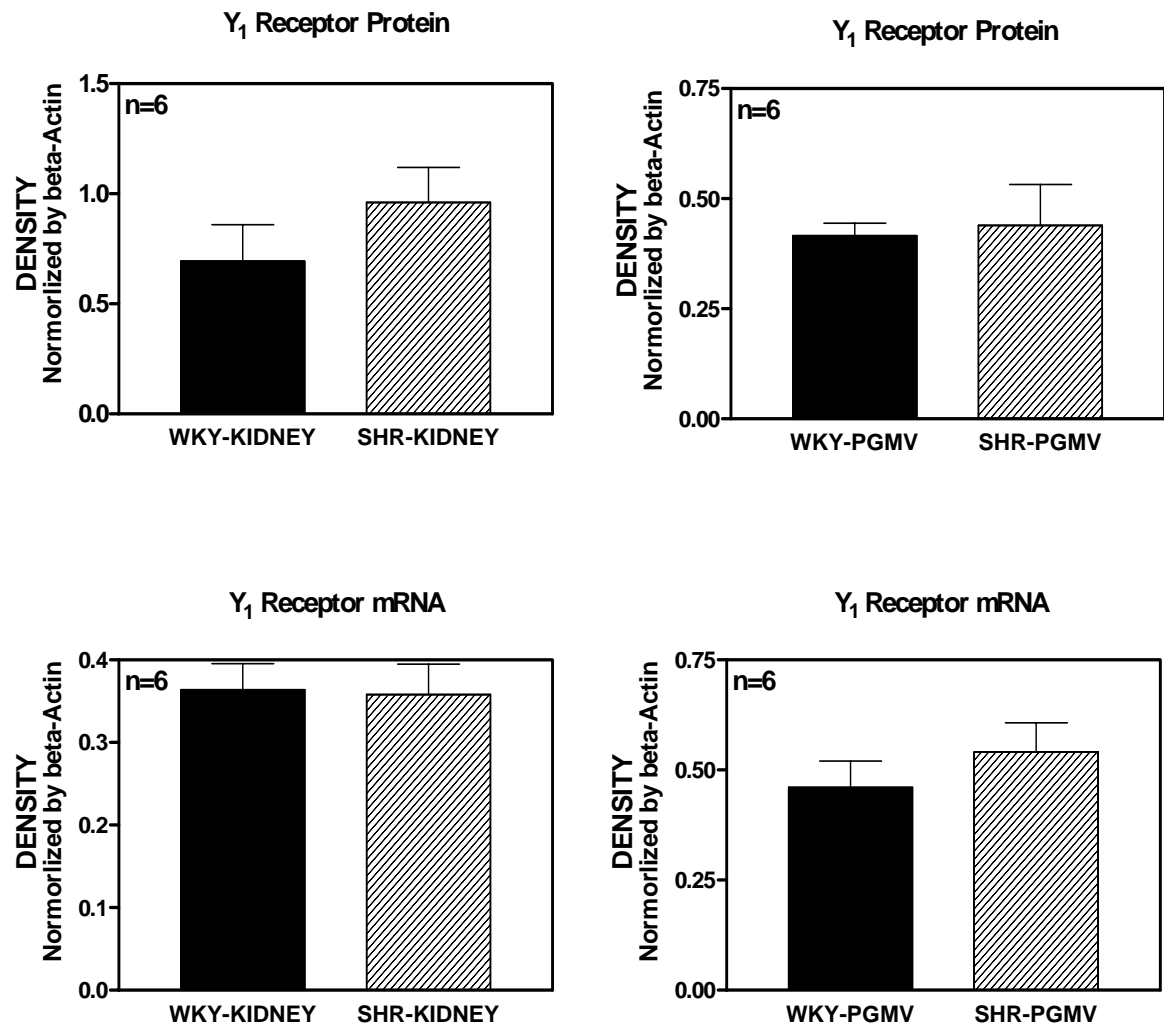 Y₁ Receptor Protein
DENSITY
Normorlized by beta-Actin
1.5
1.0
0.5
0.0
n=6
WKY-KIDNEY SHR-KIDNEY
Y₁ Receptor Protein
DENSITY
Normorlized by beta-Actin
0.75
0.50
0.25
0.00
n=6
WKY-PGMV SHR-PGMV
Y₁ Receptor mRNA
DENSITY
Normorlized by beta-Actin
0.4
0.3
0.2
0.1
0.0
n=6
WKY-KIDNEY SHR-KIDNEY
Y₁ Receptor mRNA
DENSITY
Normorlized by beta-Actin
0.75
0.50
0.25
0.00
n=6
WKY-PGMV SHR-PGMV